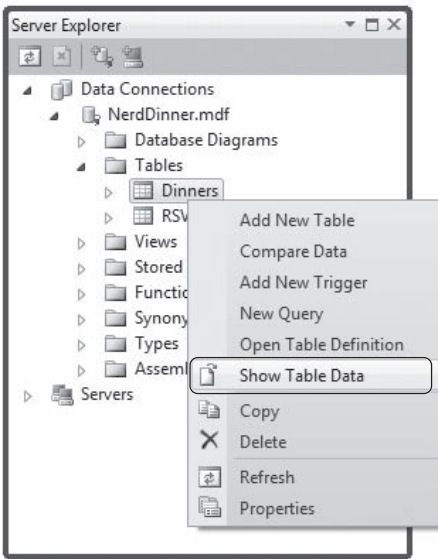 Server Explorer
Data Connections
NerdDinner.mdf
Database Diagrams
Tables
Dinners
RSV
Views
Stored
Functio
Synony
Types
Assembl
Servers
Add New Table
Compare Data
Add New Trigger
New Query
Open Table Definition
Show Table Data
Copy
Delete
Refresh
Properties